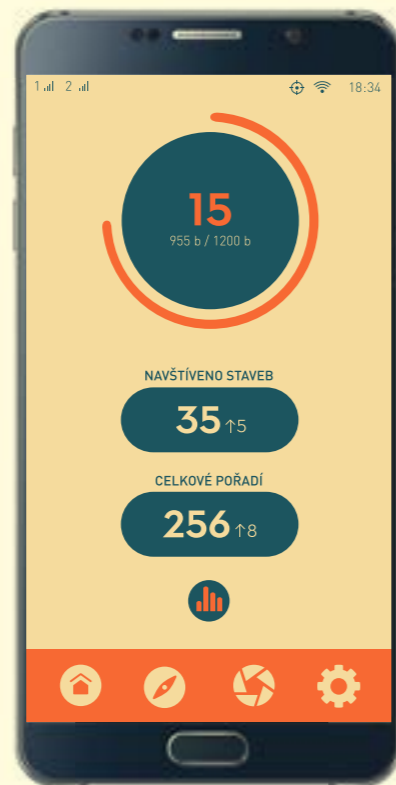 1 2 18:34
15
955 b / 1200 b
NAVŠTÍVENO STAVEB
35 ↑5
CELKOVÉ POŘADÍ
256 ↑8